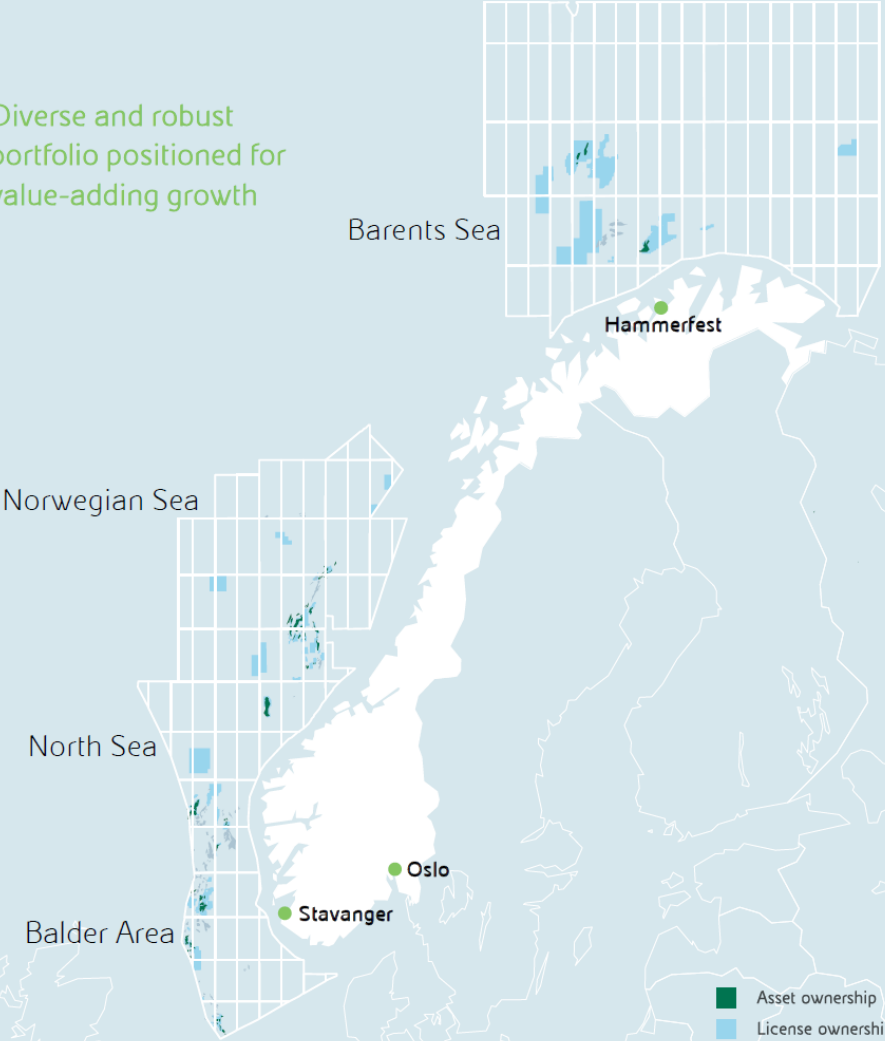 Diverse and robust
portfolio positioned for
value-adding growth
Barents Sea
Hammerfest
Norwegian Sea
North Sea
Oslo
Stavanger
Balder Area
Asset ownership
License ownershi